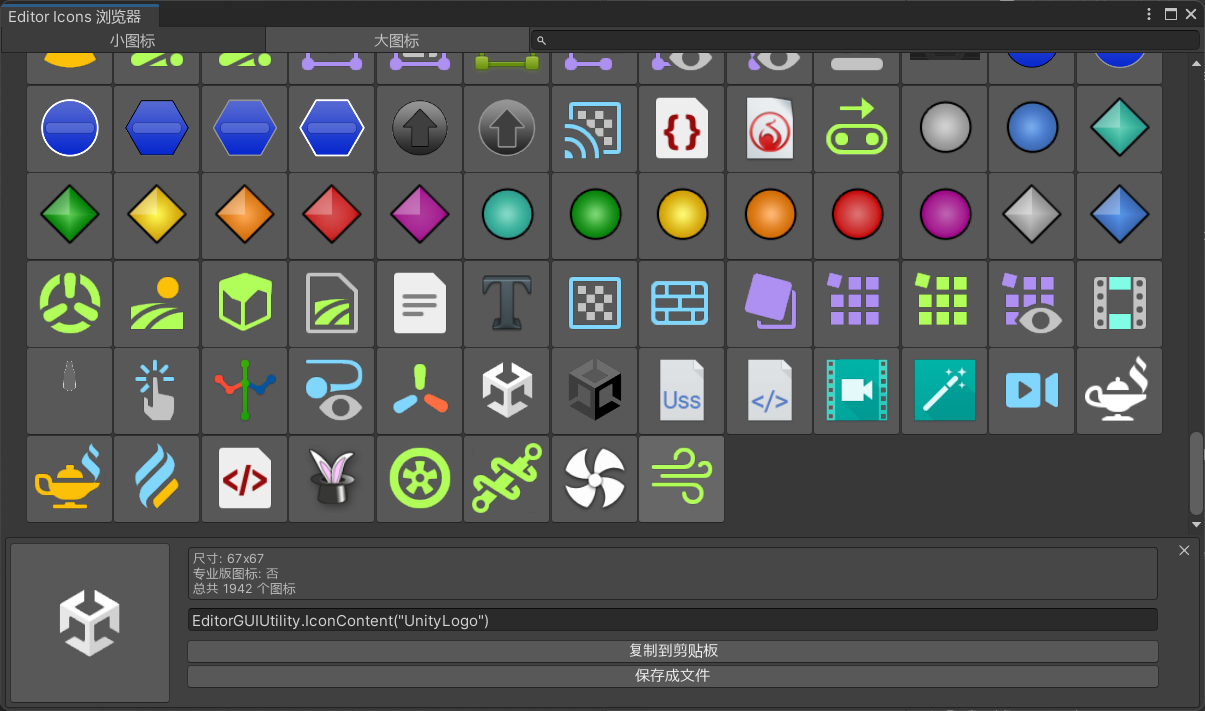 Editor Icons 浏览器
小图标
大图标
Uss
尺寸: 67x67
专业版图标: 否
总共 1942 个图标
EditorGUIUtility.IconContent("UnityLogo")
复制到剪贴板
保存成文件